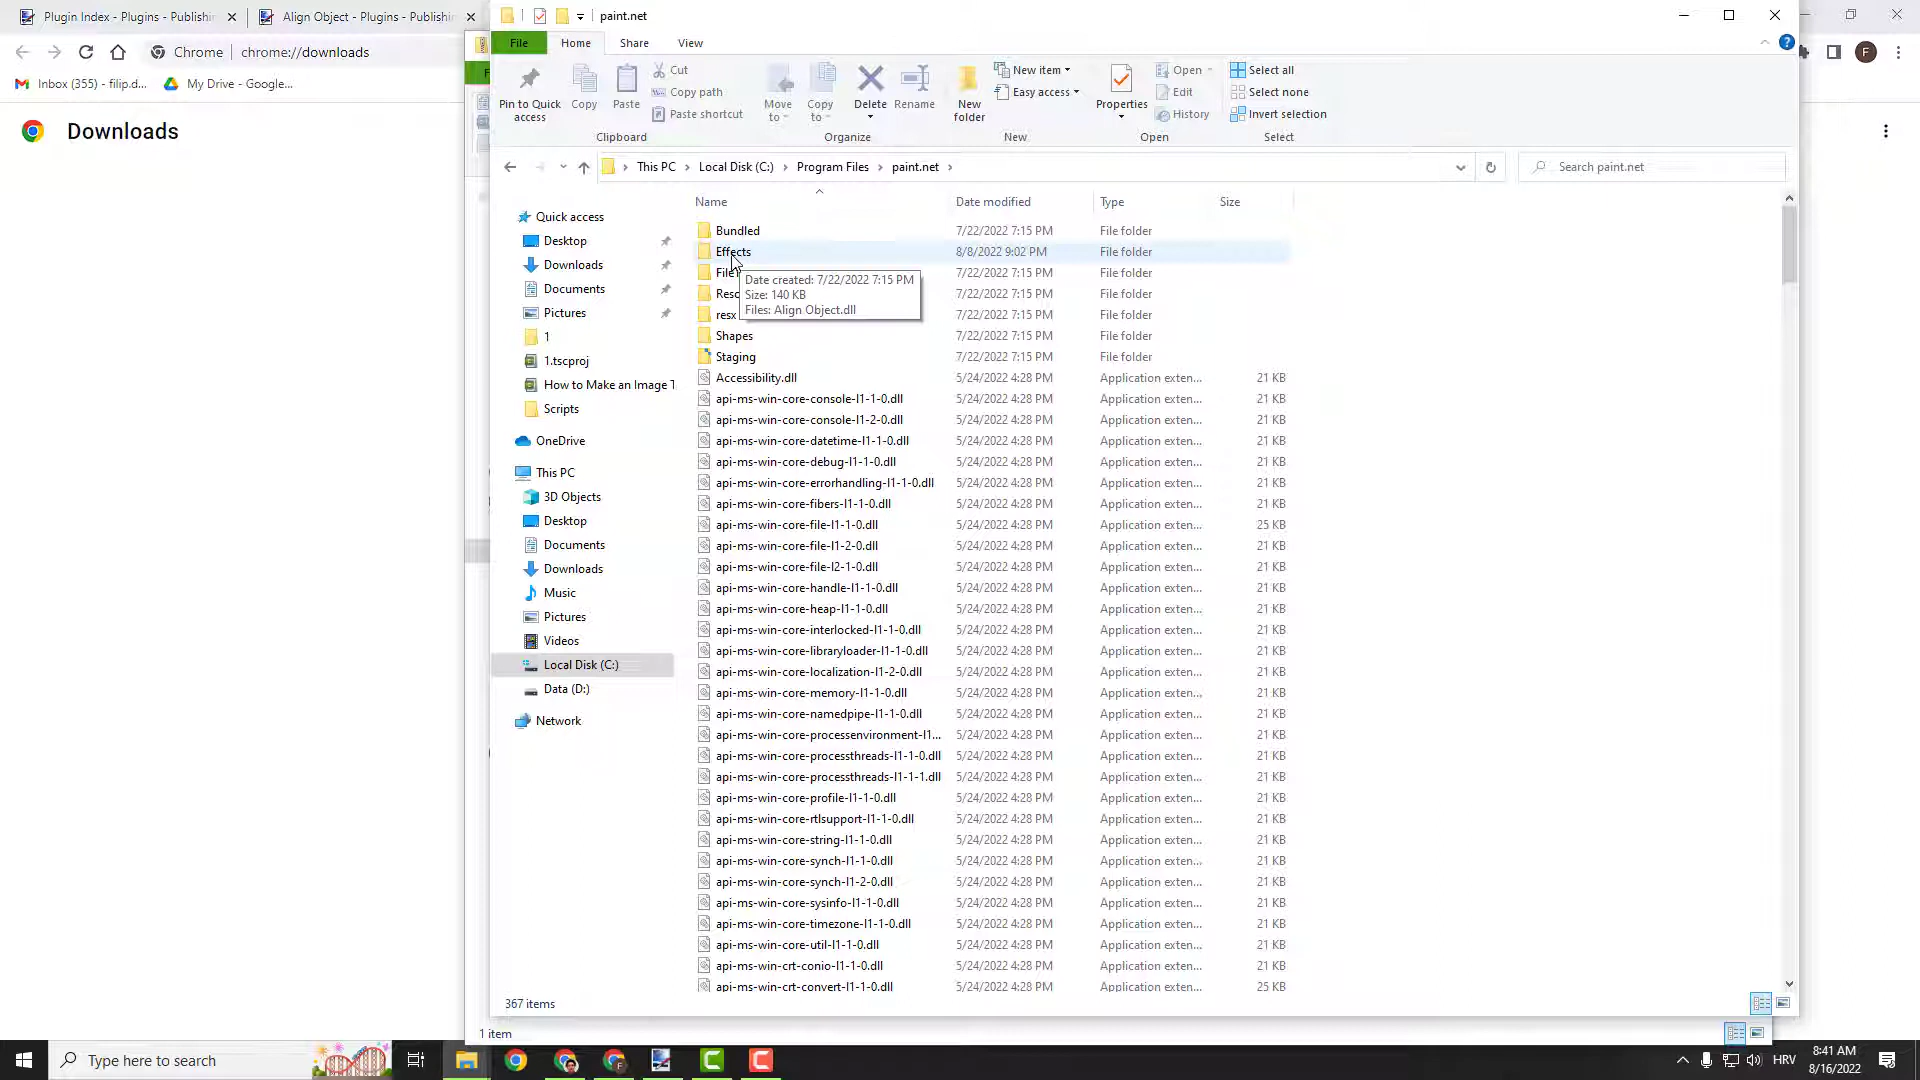 Plugin Index - Plugins - Publishin
Align Object - Plugins - Publishin
paint.net
Chrome
chrome://downloads
Inbox (355) - filip.d...
My Drive - Google...
Downloads
File
Home
Share
View
Pin to Quick access
Copy
Paste
Cut
Copy path
Paste shortcut
Clipboard
Move to
Copy to
Delete
Rename
Organize
New folder
New item
Easy access
New
Properties
Open
Edit
History
Open
Select all
Select none
Invert selection
Select
This PC
Local Disk (C:)
Program Files
paint.net
Search paint.net
Name
Date modified
Type
Size
Quick access
Desktop
Downloads
Documents
Pictures
1
1.tscproj
How to Make an Image T
Scripts
OneDrive
This PC
3D Objects
Desktop
Documents
Downloads
Music
Pictures
Videos
Local Disk (C:)
Data (D:)
Network
Bundled 7/22/2022 7:15 PM File folder
Effects 8/8/2022 9:02 PM File folder
7/22/2022 7:15 PM File folder
7/22/2022 7:15 PM File folder
resx 7/22/2022 7:15 PM File folder
Date created: 7/22/2022 7:15 PM
Size: 140 KB
Files: Align Object.dll
Shapes 7/22/2022 7:15 PM File folder
Staging 7/22/2022 7:15 PM File folder
Accessibility.dll 5/24/2022 4:28 PM Application exten... 21 KB
api-ms-win-core-console-l1-1-0.dll 5/24/2022 4:28 PM Application exten... 21 KB
api-ms-win-core-console-l1-2-0.dll 5/24/2022 4:28 PM Application exten... 21 KB
api-ms-win-core-datetime-l1-1-0.dll 5/24/2022 4:28 PM Application exten... 21 KB
api-ms-win-core-debug-l1-1-0.dll 5/24/2022 4:28 PM Application exten... 21 KB
api-ms-win-core-errorhandling-l1-1-0.dll 5/24/2022 4:28 PM Application exten... 21 KB
api-ms-win-core-fibers-l1-1-0.dll 5/24/2022 4:28 PM Application exten... 21 KB
api-ms-win-core-file-l1-1-0.dll 5/24/2022 4:28 PM Application exten... 25 KB
api-ms-win-core-file-l1-2-0.dll 5/24/2022 4:28 PM Application exten... 21 KB
api-ms-win-core-file-l2-1-0.dll 5/24/2022 4:28 PM Application exten... 21 KB
api-ms-win-core-handle-l1-1-0.dll 5/24/2022 4:28 PM Application exten... 21 KB
api-ms-win-core-heap-l1-1-0.dll 5/24/2022 4:28 PM Application exten... 21 KB
api-ms-win-core-interlocked-l1-1-0.dll 5/24/2022 4:28 PM Application exten... 21 KB
api-ms-win-core-libraryloader-l1-1-0.dll 5/24/2022 4:28 PM Application exten... 21 KB
api-ms-win-core-localization-l1-2-0.dll 5/24/2022 4:28 PM Application exten... 21 KB
api-ms-win-core-memory-l1-1-0.dll 5/24/2022 4:28 PM Application exten... 21 KB
api-ms-win-core-namedpipe-l1-1-0.dll 5/24/2022 4:28 PM Application exten... 21 KB
api-ms-win-core-processenvironment-l1... 5/24/2022 4:28 PM Application exten... 21 KB
api-ms-win-core-processthreads-l1-1-0.dll 5/24/2022 4:28 PM Application exten... 21 KB
api-ms-win-core-processthreads-l1-1-1.dll 5/24/2022 4:28 PM Application exten... 21 KB
api-ms-win-core-profile-l1-1-0.dll 5/24/2022 4:28 PM Application exten... 21 KB
api-ms-win-core-rtlsupport-l1-1-0.dll 5/24/2022 4:28 PM Application exten... 21 KB
api-ms-win-core-string-l1-1-0.dll 5/24/2022 4:28 PM Application exten... 21 KB
api-ms-win-core-synch-l1-1-0.dll 5/24/2022 4:28 PM Application exten... 21 KB
api-ms-win-core-synch-l1-2-0.dll 5/24/2022 4:28 PM Application exten... 21 KB
api-ms-win-core-sysinfo-l1-1-0.dll 5/24/2022 4:28 PM Application exten... 21 KB
api-ms-win-core-timezone-l1-1-0.dll 5/24/2022 4:28 PM Application exten... 21 KB
api-ms-win-core-util-l1-1-0.dll 5/24/2022 4:28 PM Application exten... 21 KB
api-ms-win-crt-conio-l1-1-0.dll 5/24/2022 4:28 PM Application exten... 21 KB
api-ms-win-crt-convert-l1-1-0.dll 5/24/2022 4:28 PM Application exten... 25 KB
367 items
1 item
Type here to search
HRV
8:41 AM
8/16/2022